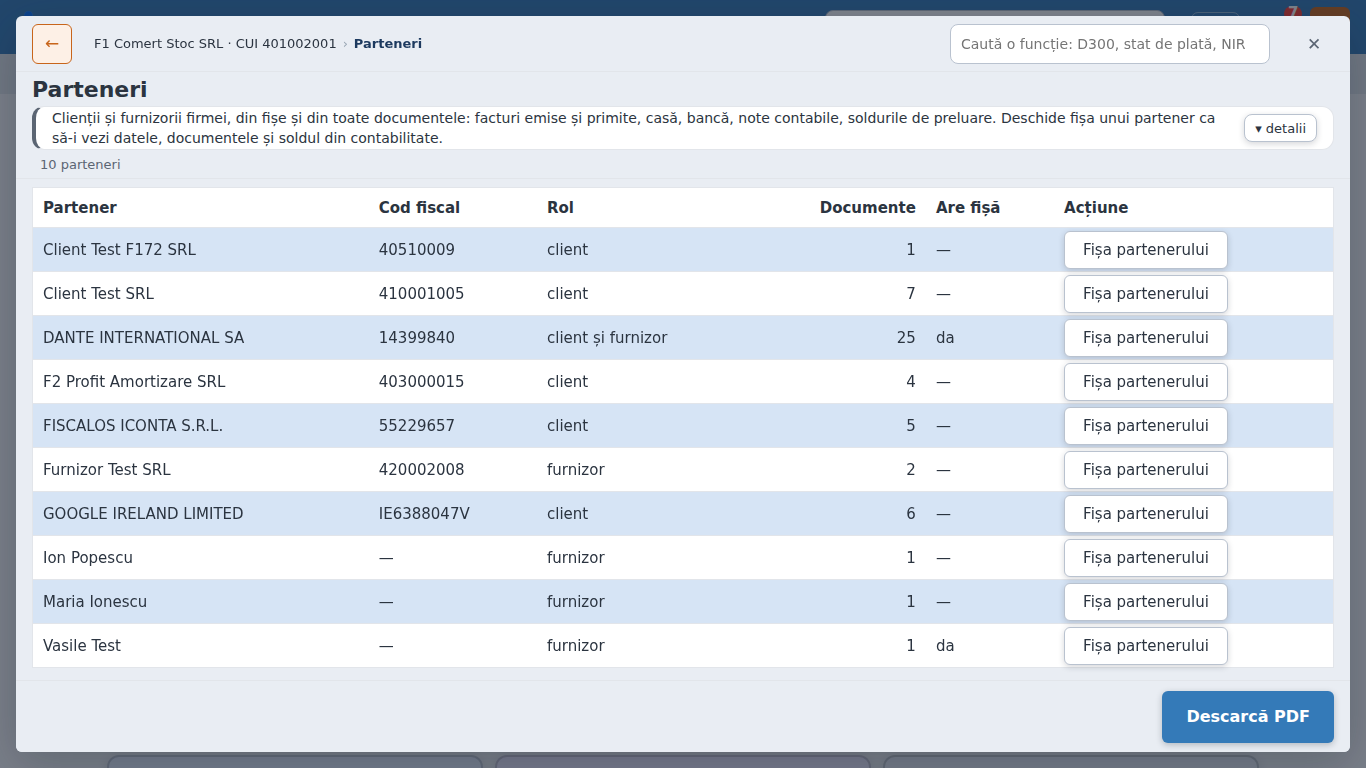 7
← F1 Comert Stoc SRL · CUI 401002001 › Parteneri Caută o funcție: D300, stat de plată, NIR ✕
Parteneri
Clienții și furnizorii firmei, din fișe și din toate documentele: facturi emise și primite, casă, bancă, note contabile, soldurile de preluare. Deschide fișa unui partener ca
să-i vezi datele, documentele și soldul din contabilitate.
▾ detalii
10 parteneri
Partener Cod fiscal Rol Documente Are fișă Acțiune
Client Test F172 SRL 40510009 client 1 — Fișa partenerului
Client Test SRL 410001005 client 7 — Fișa partenerului
DANTE INTERNATIONAL SA 14399840 client și furnizor 25 da Fișa partenerului
F2 Profit Amortizare SRL 403000015 client 4 — Fișa partenerului
FISCALOS ICONTA S.R.L. 55229657 client 5 — Fișa partenerului
Furnizor Test SRL 420002008 furnizor 2 — Fișa partenerului
GOOGLE IRELAND LIMITED IE6388047V client 6 — Fișa partenerului
Ion Popescu — furnizor 1 — Fișa partenerului
Maria Ionescu — furnizor 1 — Fișa partenerului
Vasile Test — furnizor 1 da Fișa partenerului
Descarcă PDF